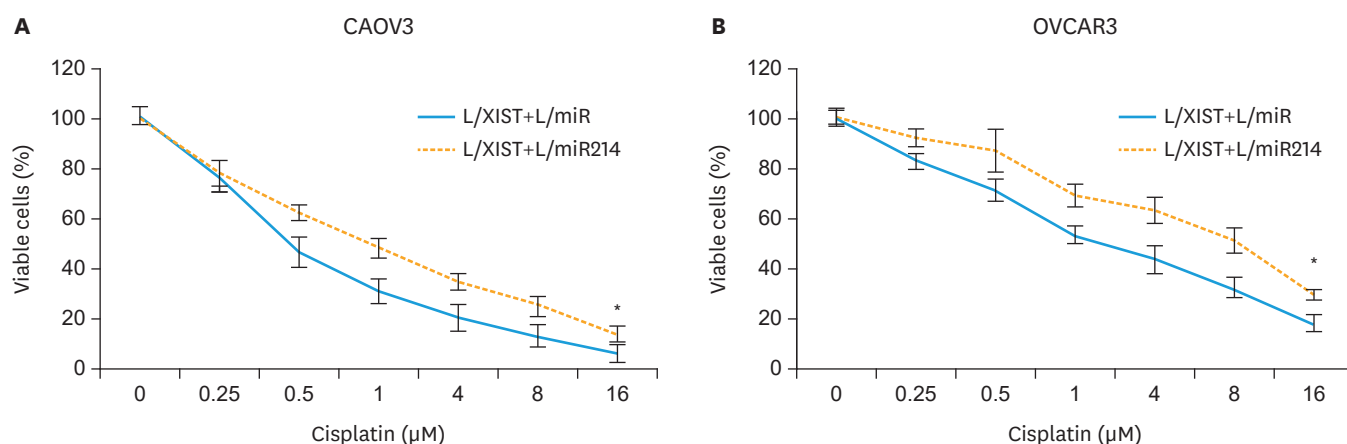 A
CAOV3
120
100
80
60
40
20
0
Viable cells (%)
L/XIST+L/miR
L/XIST+L/miR214
*
0 0.25 0.5 1 4 8 16
Cisplatin (µM)
B
OVCAR3
120
100
80
60
40
20
0
Viable cells (%)
L/XIST+L/miR
L/XIST+L/miR214
*
0 0.25 0.5 1 4 8 16
Cisplatin (µM)